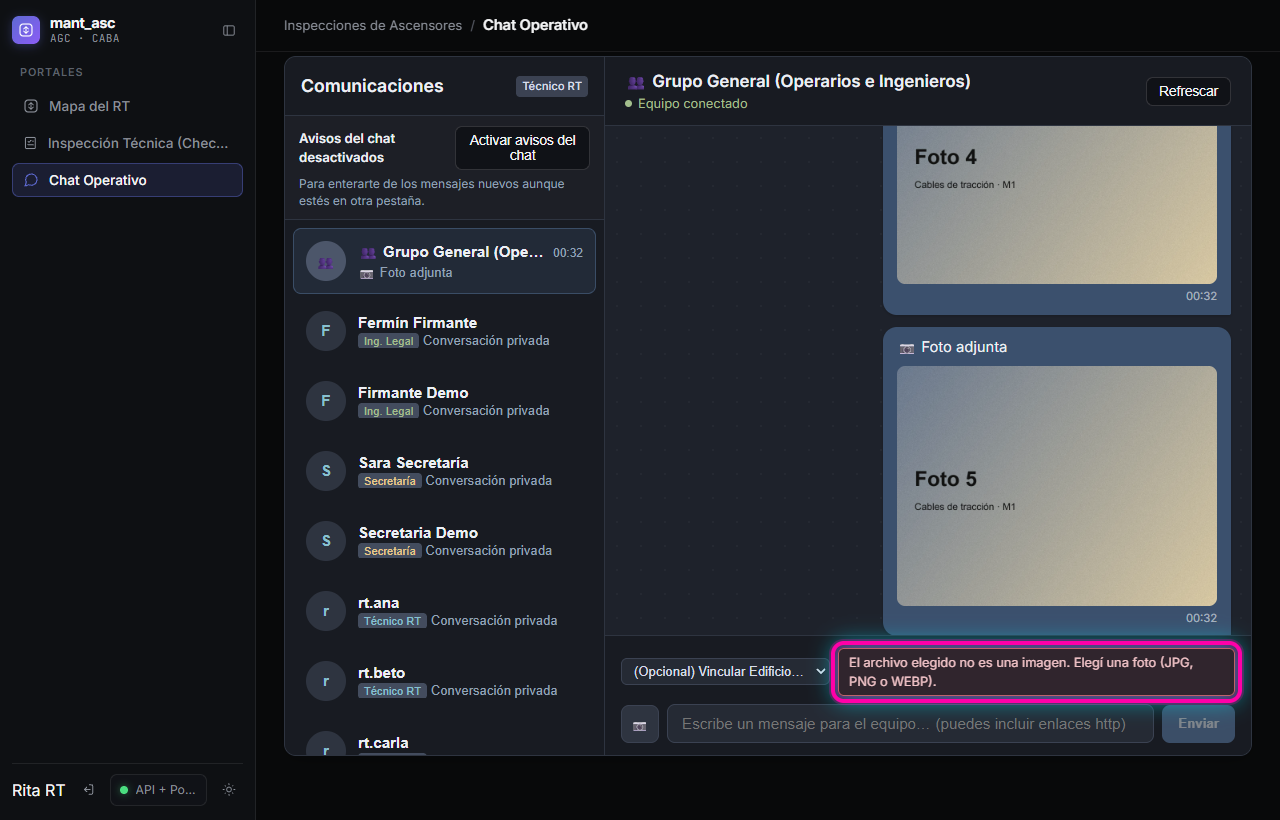 mant_asc
AGC · CABA
PORTALES
Mapa del RT
Inspección Técnica (Chec...
Chat Operativo
Rita RT
API + Po...
Inspecciones de Ascensores / Chat Operativo
Comunicaciones
Técnico RT
Avisos del chat
desactivados
Activar avisos del
chat
Para enterarte de los mensajes nuevos aunque
estés en otra pestaña.
Grupo General (Ope... 00:32
Foto adjunta
F
Fermín Firmante
Ing. Legal Conversación privada
F
Firmante Demo
Ing. Legal Conversación privada
S
Sara Secretaría
Secretaría Conversación privada
S
Secretaria Demo
Secretaría Conversación privada
r
rt.ana
Técnico RT Conversación privada
r
rt.beto
Técnico RT Conversación privada
r
rt.carla
Grupo General (Operarios e Ingenieros)
Equipo conectado
Refrescar
Foto 4
Cables de tracción · M1
00:32
Foto adjunta
Foto 5
Cables de tracción · M1
00:32
(Opcional) Vincular Edificio...
El archivo elegido no es una imagen. Elegí una foto (JPG,
PNG o WEBP).
Escribe un mensaje para el equipo... (puedes incluir enlaces http)
Enviar